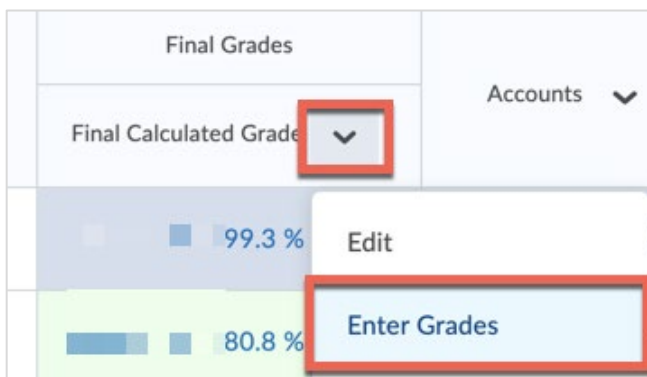 Final Grades
Accounts
Final Calculated Grade
99.3 %
Edit
80.8 %
Enter Grades